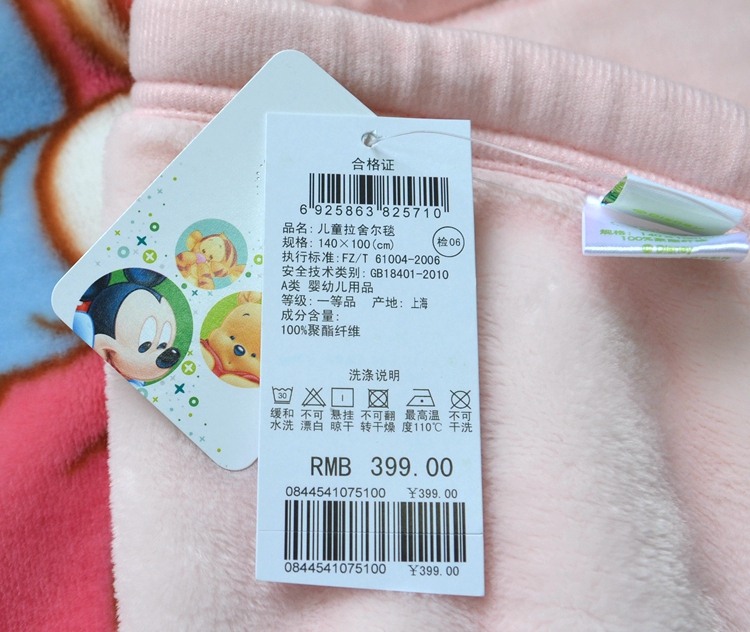 合格证
6 925863 825710
品名: 儿童拉舍尔毯
规格: 140×100(cm)
检06
执行标准: FZ/T 61004-2006
安全技术类别: GB18401-2010
A类 婴幼儿用品
等级: 一等品 产地: 上海
成分含量:
100%聚酯纤维
洗涤说明
30
缓和水洗
不可漂白
悬挂晾干
不可翻转干燥
最高温度110℃
不可干洗
RMB 399.00
0844541075100 ¥399.00
0844541075100 ¥399.00
100%聚酯纤维